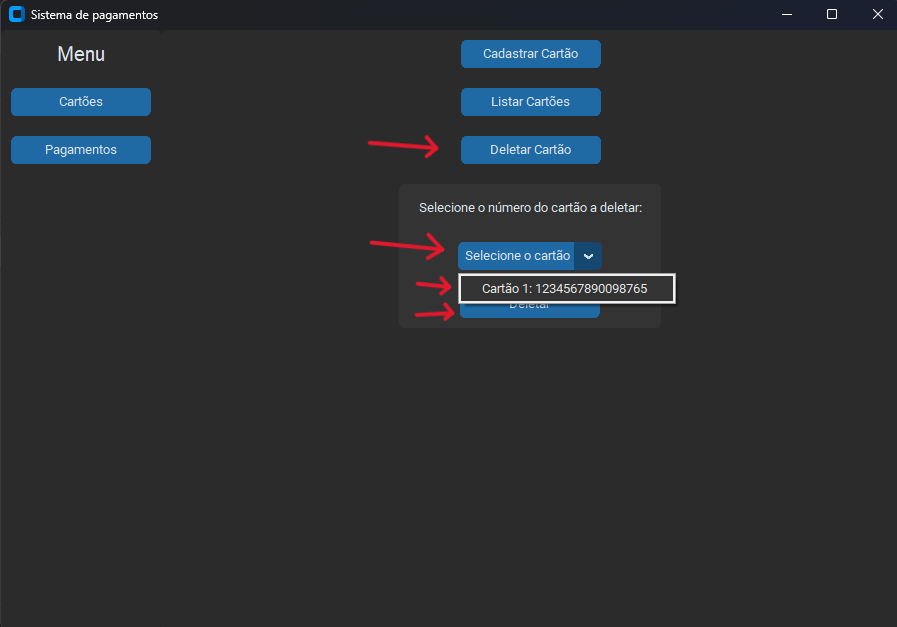 Sistema de pagamentos
Menu
Cartões
Pagamentos
Cadastrar Cartão
Listar Cartões
Deletar Cartão
Selecione o número do cartão a deletar:
Selecione o cartão
Cartão 1: 1234567890098765
Deletar